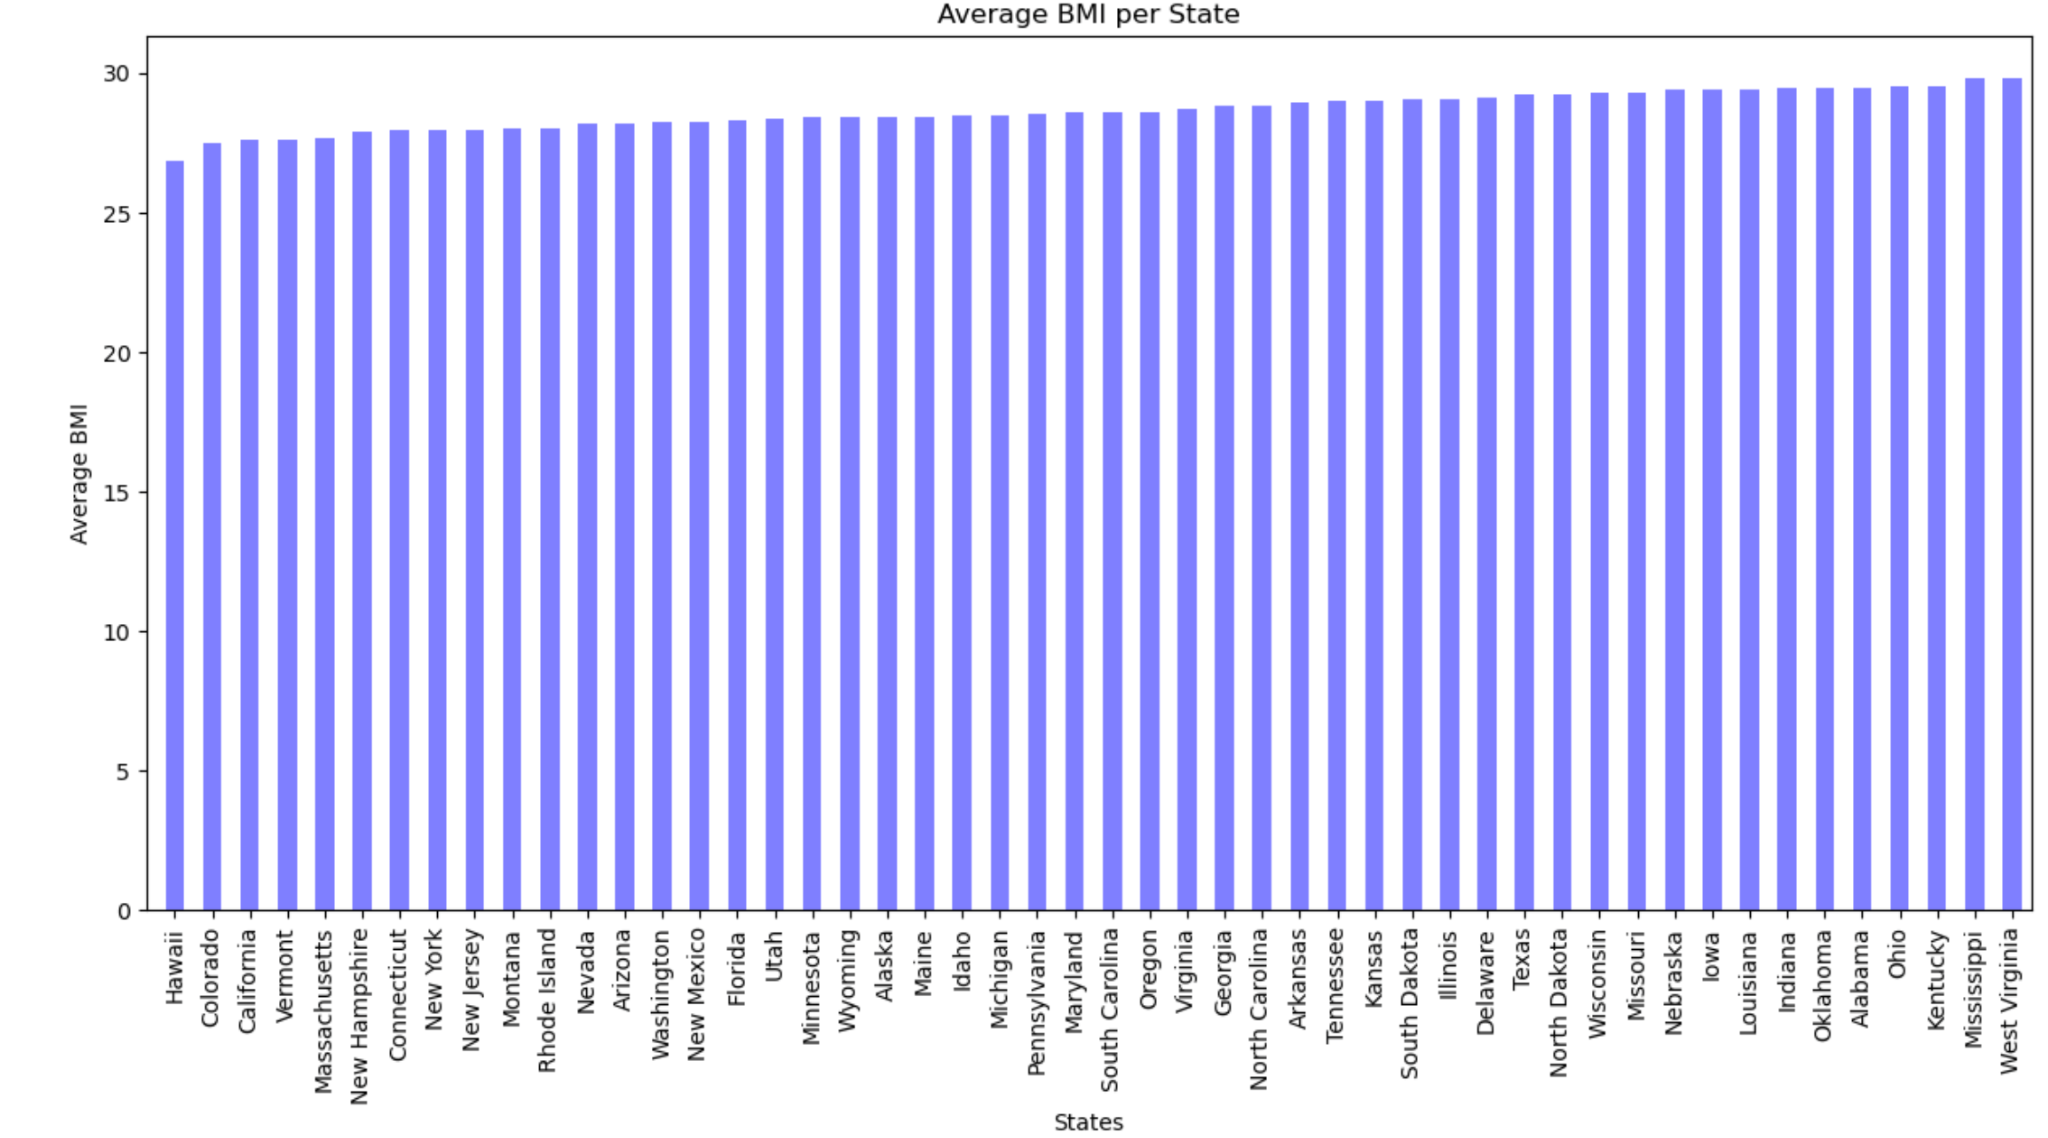 Average BMI per State
30
25
20
15
10
5
0
Average BMI
Hawaii
Colorado
California
Vermont
Massachusetts
New Hampshire
Connecticut
New York
New Jersey
Montana
Rhode Island
Nevada
Arizona
Washington
New Mexico
Florida
Utah
Minnesota
Wyoming
Alaska
Maine
Idaho
Michigan
Pennsylvania
Maryland
South Carolina
Oregon
Virginia
Georgia
North Carolina
Arkansas
Tennessee
Kansas
South Dakota
Illinois
Delaware
Texas
North Dakota
Wisconsin
Missouri
Nebraska
Iowa
Louisiana
Indiana
Oklahoma
Alabama
Ohio
Kentucky
Mississippi
West Virginia
States